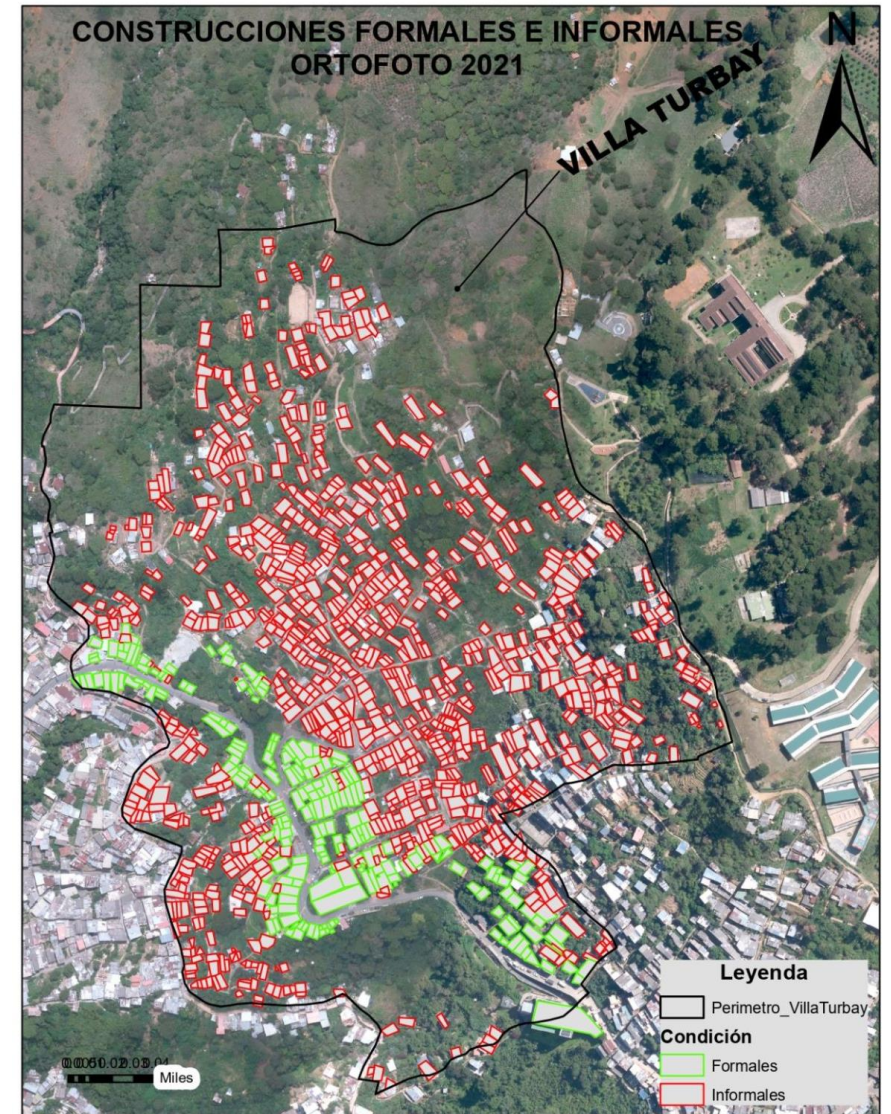 CONSTRUCCIONES FORMALES E INFORMALES
ORTOFOTO 2021
N
VILLA TURBAY
Leyenda
Perimetro_VillaTurbay
Condición
Formales
Informales
Miles